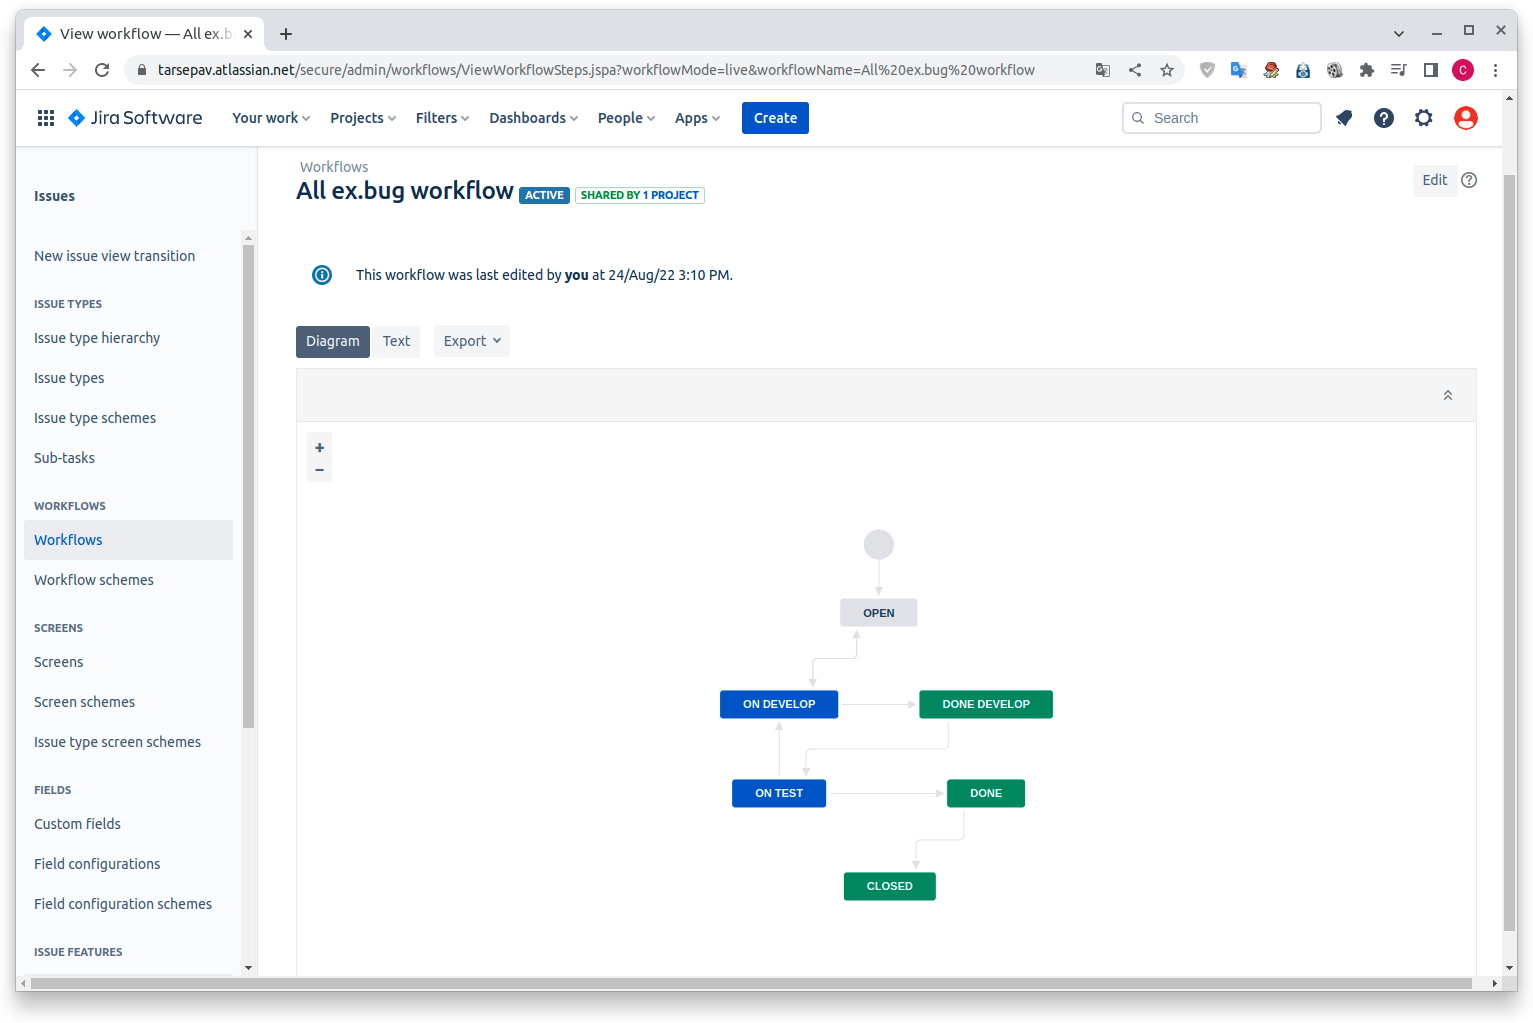 View workflow — All ex.b
tarsepav.atlassian.net/secure/admin/workflows/ViewWorkflowSteps.jspa?workflowMode=live&workflowName=All%20ex.bug%20workflow
C
Jira Software
Your work
Projects
Filters
Dashboards
People
Apps
Create
Search
Issues
New issue view transition
ISSUE TYPES
Issue type hierarchy
Issue types
Issue type schemes
Sub-tasks
WORKFLOWS
Workflows
Workflow schemes
SCREENS
Screens
Screen schemes
Issue type screen schemes
FIELDS
Custom fields
Field configurations
Field configuration schemes
ISSUE FEATURES
Workflows
All ex.bug workflow ACTIVE SHARED BY 1 PROJECT
Edit
This workflow was last edited by you at 24/Aug/22 3:10 PM.
Diagram
Text
Export
+
−
OPEN
ON DEVELOP
DONE DEVELOP
ON TEST
DONE
CLOSED